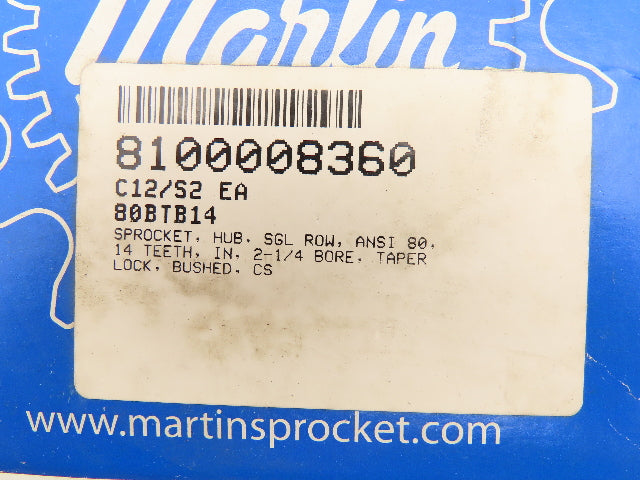 Martin
8100008360
C12/S2 EA
80BTB14
SPROCKET, HUB, SGL ROW, ANSI 80,
14 TEETH, IN, 2-1/4 BORE, TAPER
LOCK, BUSHED, CS
www.martinsprocket.com